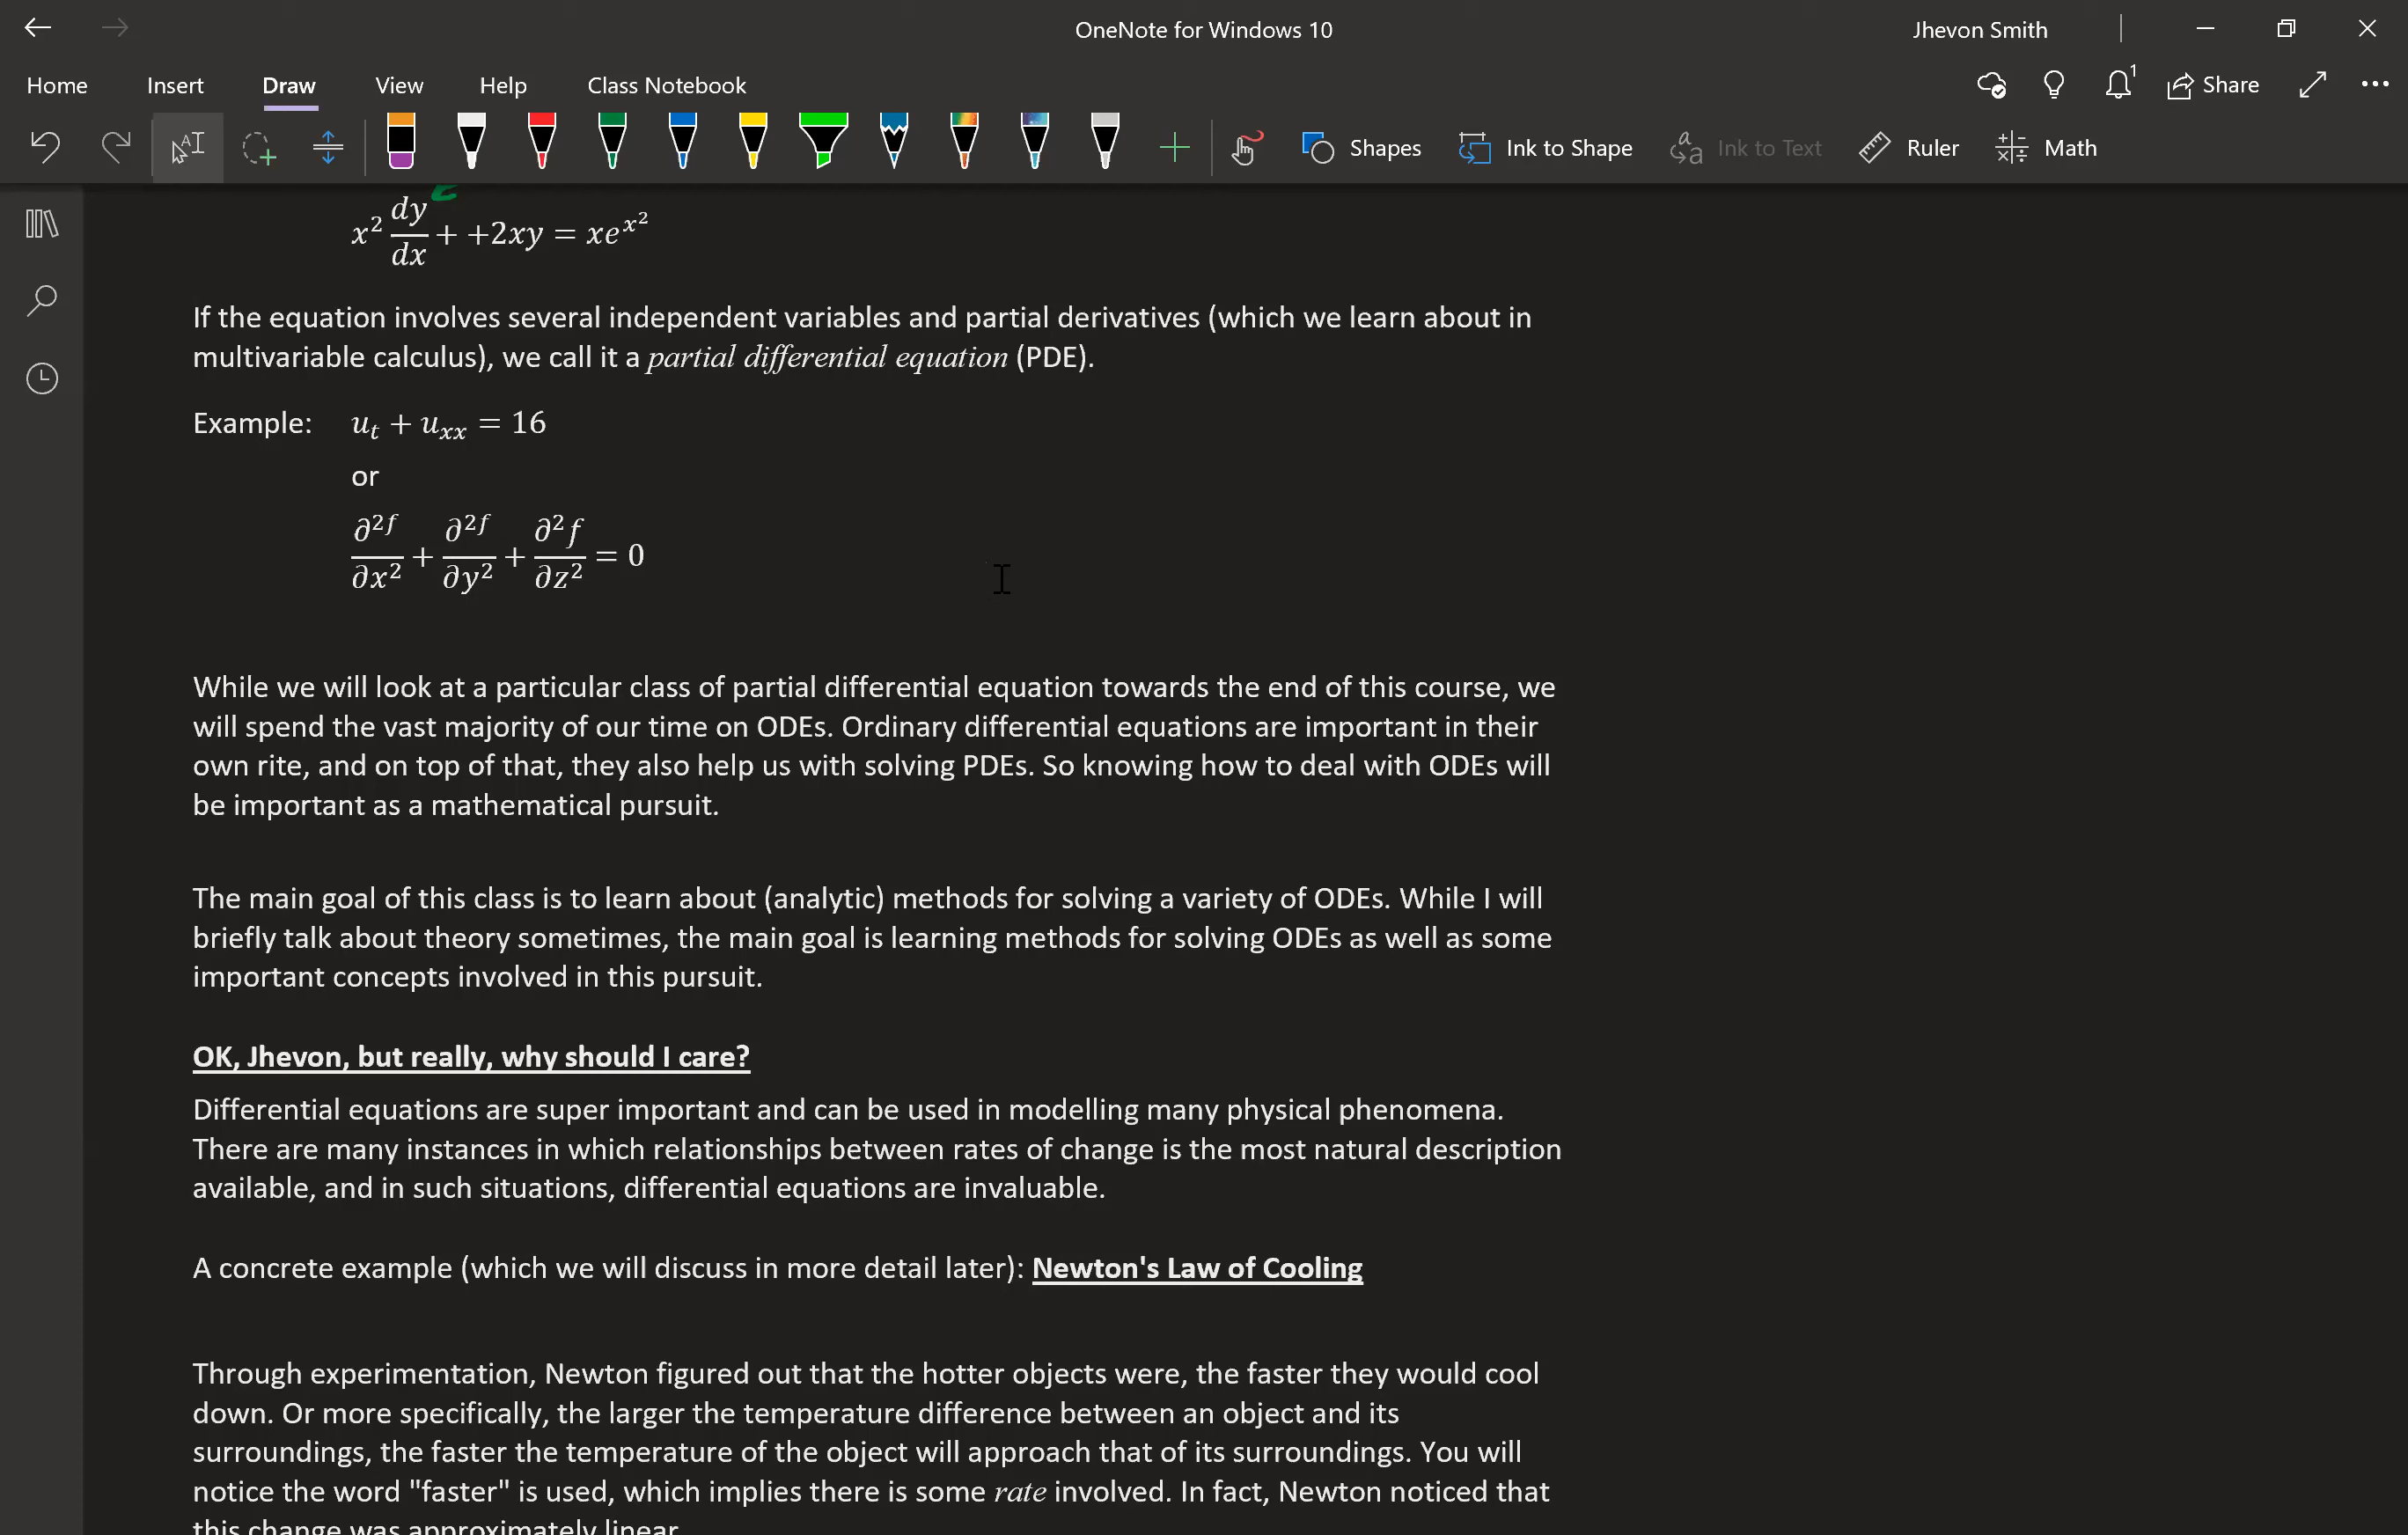 OneNote for Windows 10
Jhevon Smith
Home Insert Draw View Help Class Notebook
1 Share
Shapes Ink to Shape Ink to Text Ruler Math
x² dy/dx + +2xy = xe^{x²}
If the equation involves several independent variables and partial derivatives (which we learn about in
multivariable calculus), we call it a partial differential equation (PDE).
Example: u_t + u_{xx} = 16
or
∂^{2f}/∂x² + ∂^{2f}/∂y² + ∂²f/∂z² = 0
While we will look at a particular class of partial differential equation towards the end of this course, we
will spend the vast majority of our time on ODEs. Ordinary differential equations are important in their
own rite, and on top of that, they also help us with solving PDEs. So knowing how to deal with ODEs will
be important as a mathematical pursuit.
The main goal of this class is to learn about (analytic) methods for solving a variety of ODEs. While I will
briefly talk about theory sometimes, the main goal is learning methods for solving ODEs as well as some
important concepts involved in this pursuit.
OK, Jhevon, but really, why should I care?
Differential equations are super important and can be used in modelling many physical phenomena.
There are many instances in which relationships between rates of change is the most natural description
available, and in such situations, differential equations are invaluable.
A concrete example (which we will discuss in more detail later): Newton's Law of Cooling
Through experimentation, Newton figured out that the hotter objects were, the faster they would cool
down. Or more specifically, the larger the temperature difference between an object and its
surroundings, the faster the temperature of the object will approach that of its surroundings. You will
notice the word "faster" is used, which implies there is some rate involved. In fact, Newton noticed that
this change was approximately linear.